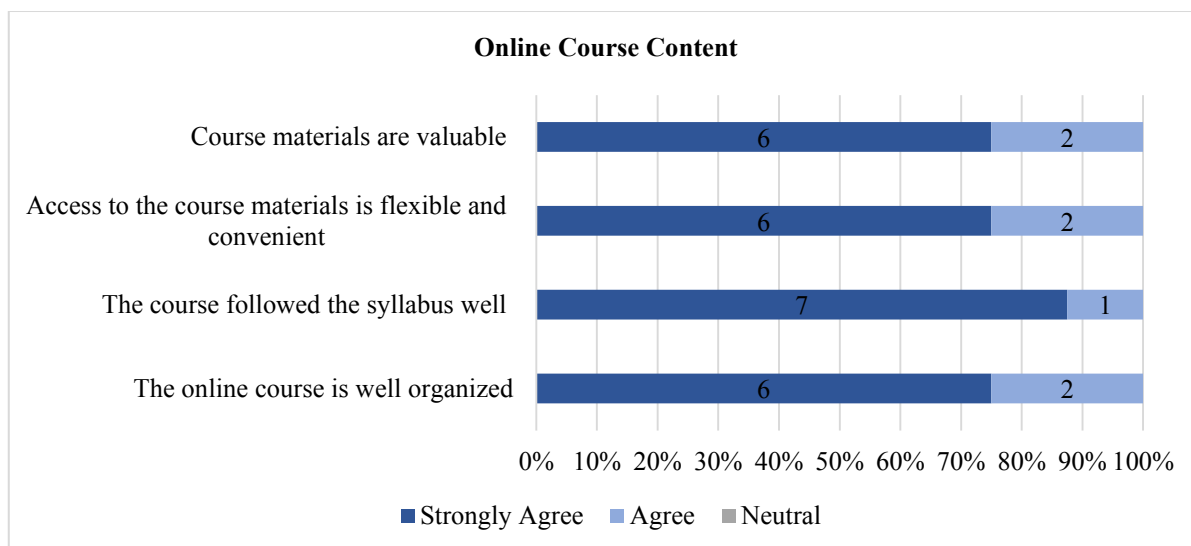 Online Course Content
Course materials are valuable
6 2
Access to the course materials is flexible and
convenient
6 2
The course followed the syllabus well
7 1
The online course is well organized
6 2
0% 10% 20% 30% 40% 50% 60% 70% 80% 90% 100%
Strongly Agree Agree Neutral